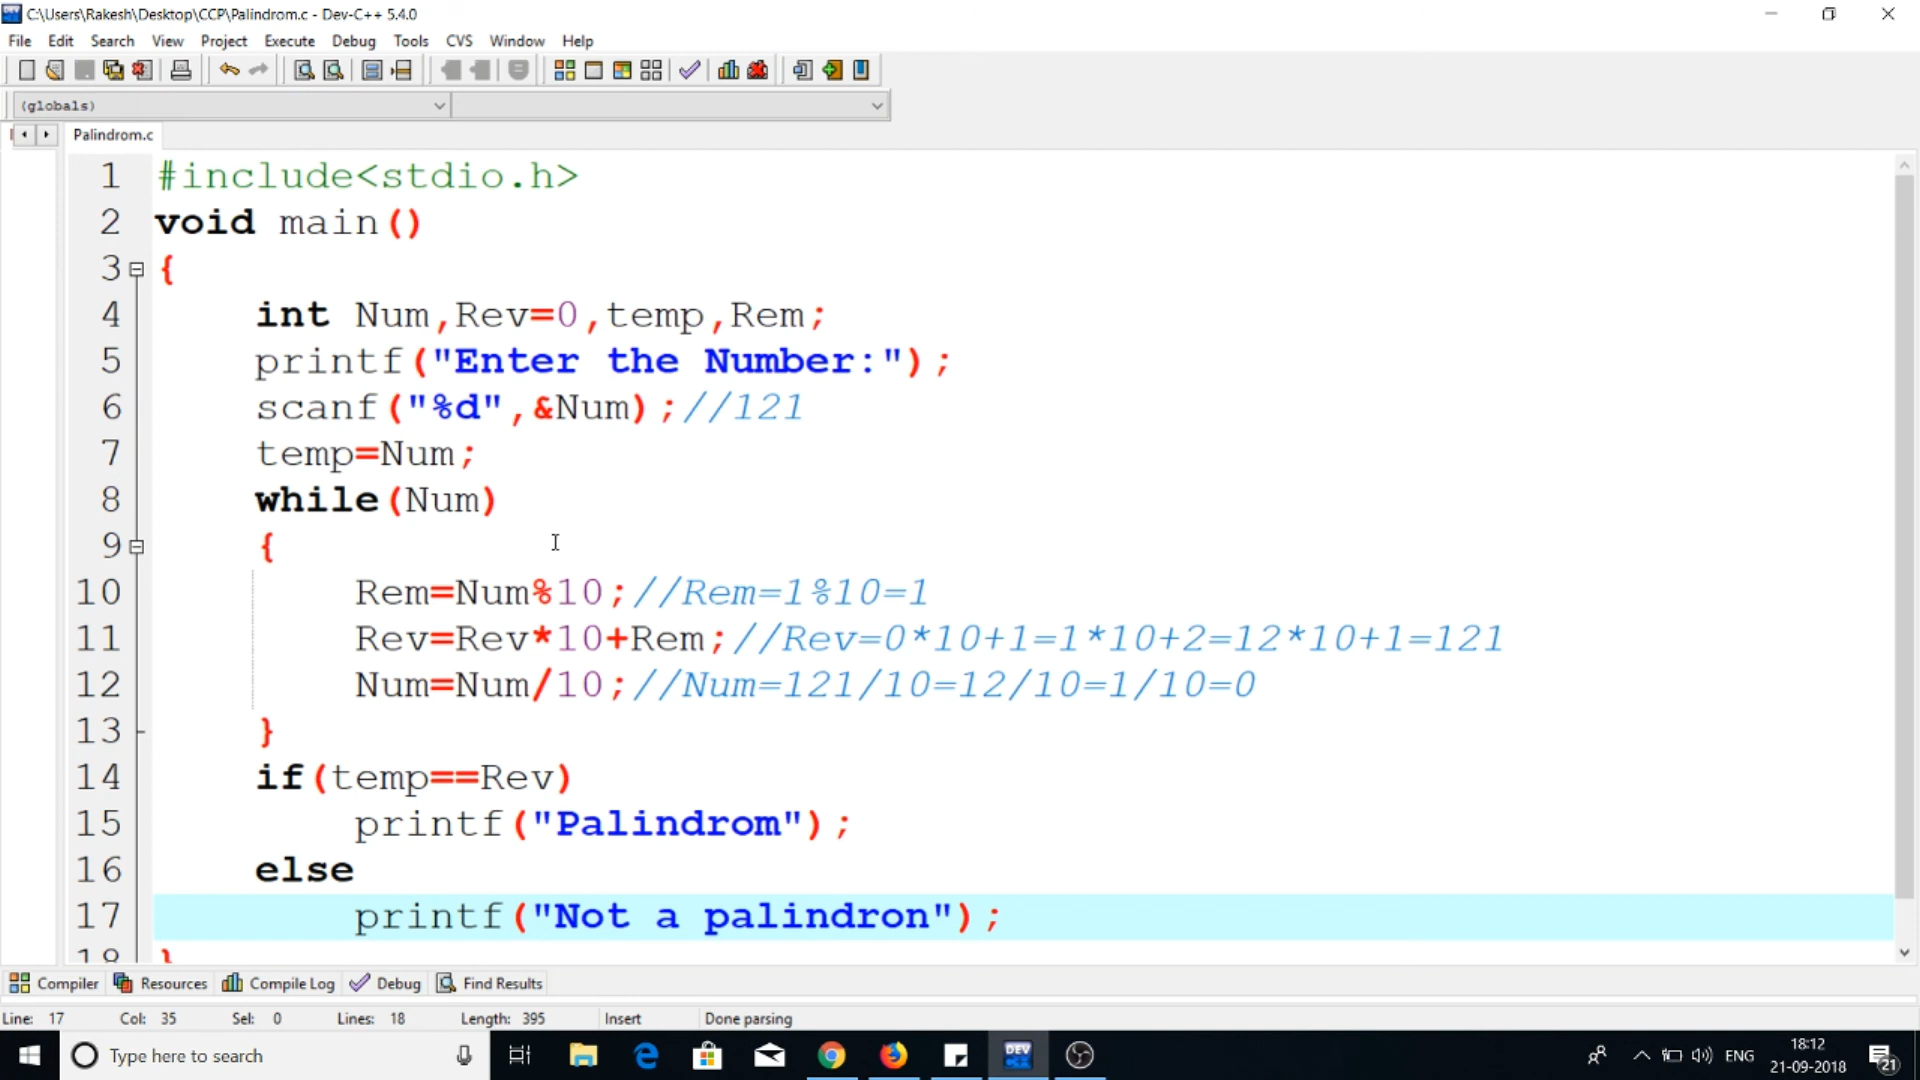 C:\Users\Rakesh\Desktop\CCP\Palindrom.c - Dev-C++ 5.4.0
File Edit Search View Project Execute Debug Tools CVS Window Help
(globals)
Palindrom.c
1 #include<stdio.h>
2 void main()
3 {
4 int Num,Rev=0,temp,Rem;
5 printf("Enter the Number:");
6 scanf("%d",&Num);//121
7 temp=Num;
8 while(Num)
9 {
10 Rem=Num%10;//Rem=1%10=1
11 Rev=Rev*10+Rem;//Rev=0*10+1=1*10+2=12*10+1=121
12 Num=Num/10;//Num=121/10=12/10=1/10=0
13 }
14 if(temp==Rev)
15 printf("Palindrom");
16 else
17 printf("Not a palindron");
18 }
Compiler Resources Compile Log Debug Find Results
Line: 17 Col: 35 Sel: 0 Lines: 18 Length: 395 Insert Done parsing
Type here to search DEV ENG 18:12
21-09-2018 21